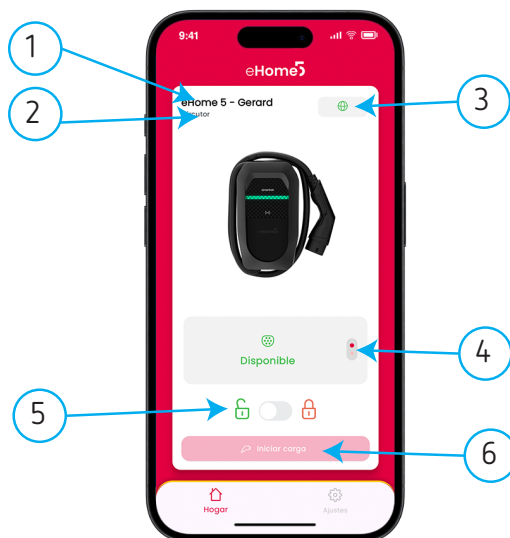 9:41
eHome5
1
eHome 5 - Gerard
2
3
Disponible
4
5
Iniciar carga
6
Hogar
Ajustes